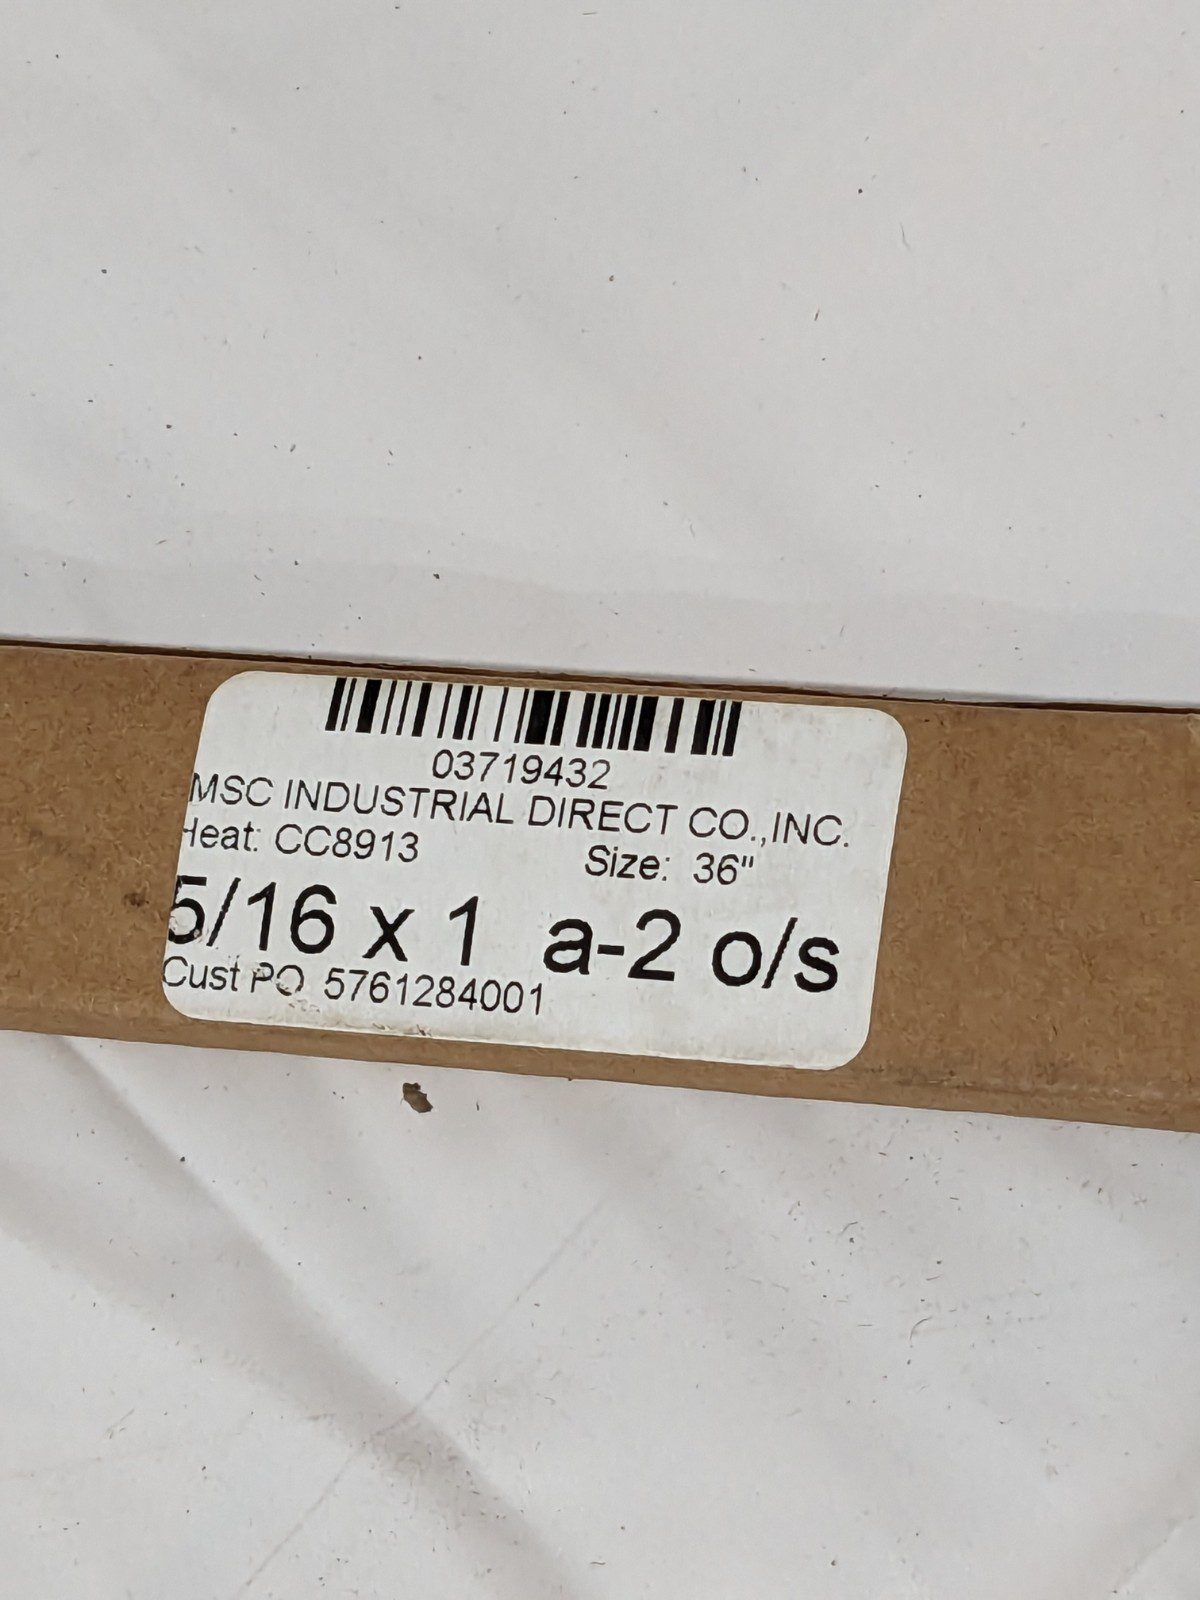 03719432
MSC INDUSTRIAL DIRECT CO.,INC.
Heat: CC8913 Size: 36"
5/16 x 1 a-2 o/s
Cust PO 5761284001